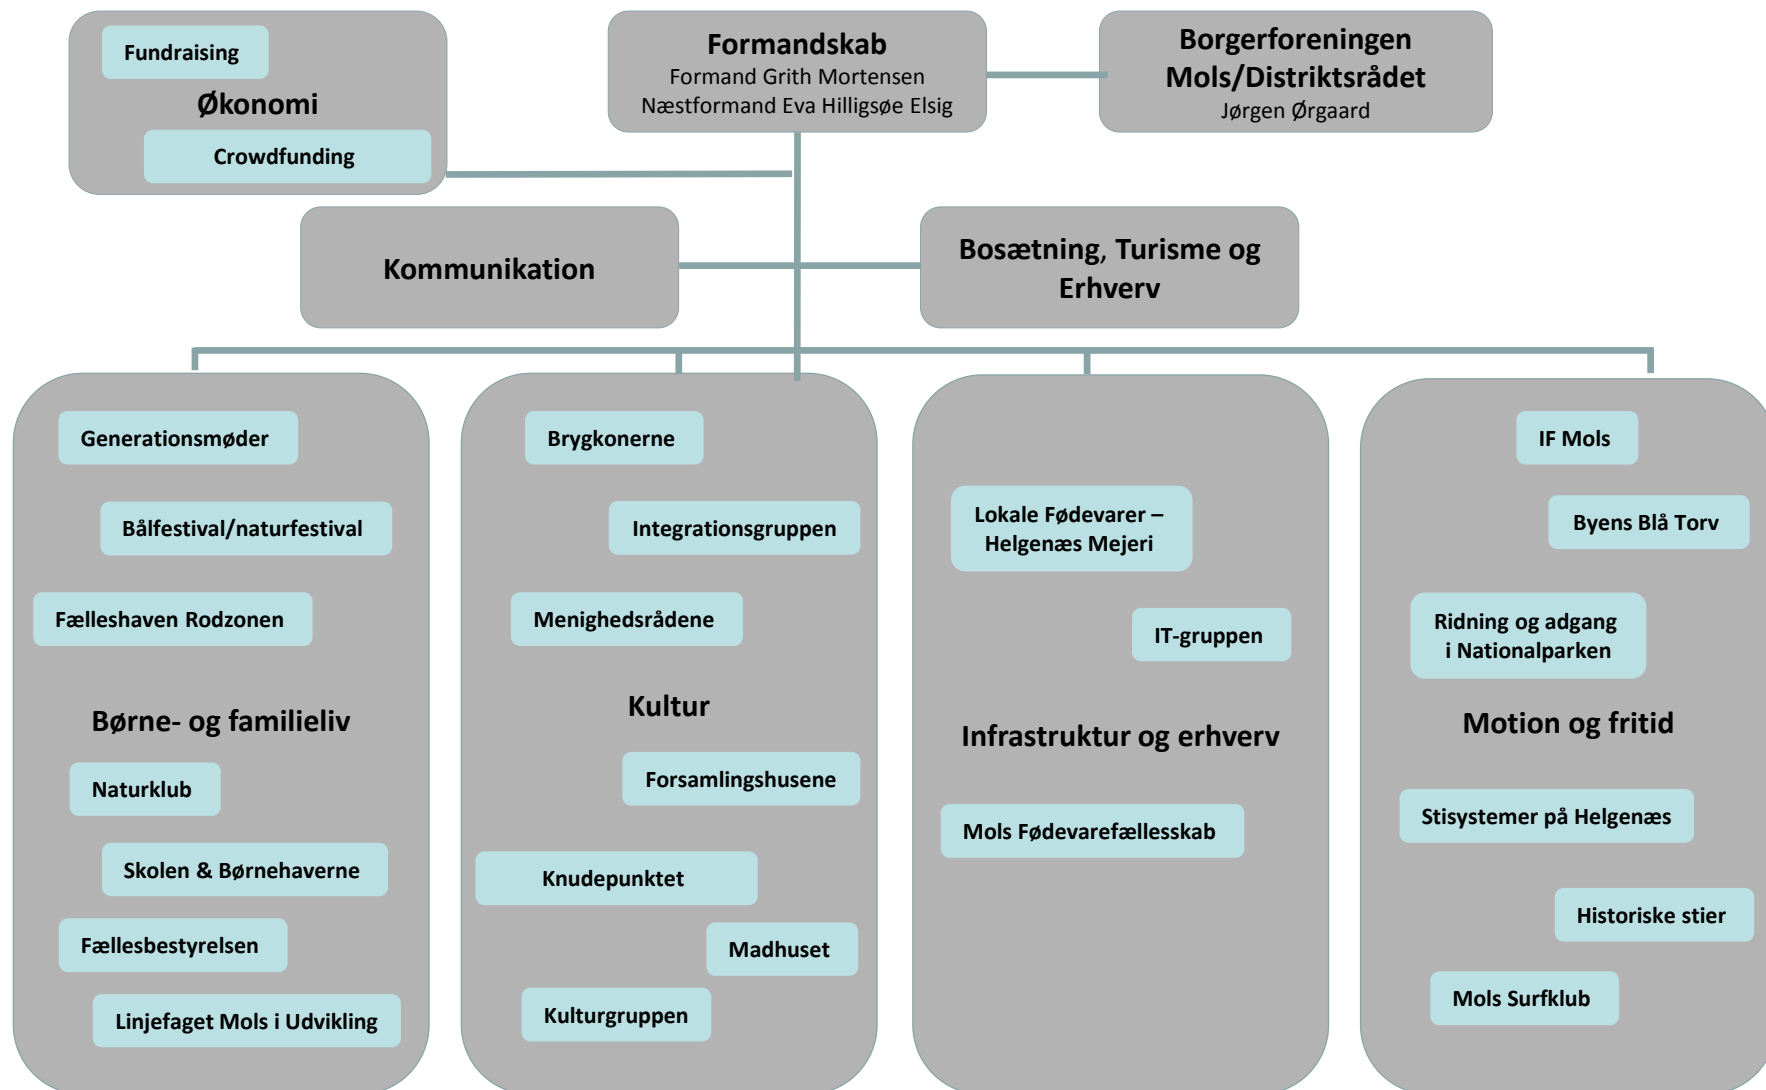 Fundraising
Økonomi
Crowdfunding
Formandskab
Formand Grith Mortensen
Næstformand Eva Hilligsøe Elsig
Borgerforeningen
Mols/Distriktsrådet
Jørgen Ørgaard
Kommunikation
Bosætning, Turisme og
Erhverv
Generationsmøder
Bålfestival/naturfestival
Fælleshaven Rodzonen
Børne- og familieliv
Naturklub
Skolen & Børnehaverne
Fællesbestyrelsen
Linjefaget Mols i Udvikling
Brygkonerne
Integrationsgruppen
Menighedsrådene
Kultur
Forsamlingshusene
Knudepunktet
Madhuset
Kulturgruppen
Lokale Fødevarer –
Helgenæs Mejeri
IT-gruppen
Infrastruktur og erhverv
Mols Fødevarefællesskab
IF Mols
Byens Blå Torv
Ridning og adgang
i Nationalparken
Motion og fritid
Stisystemer på Helgenæs
Historiske stier
Mols Surfklub